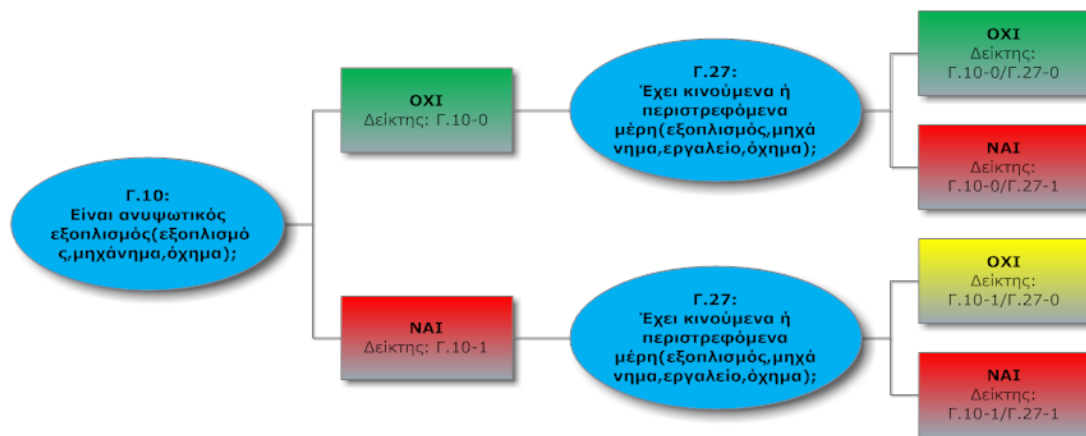 Γ.10:
Είναι ανυψωτικός
εξοπλισμός(εξοπλισμό
ς,μηχάνημα,όχημα);
ΟΧΙ
Δείκτης: Γ.10-0
Γ.27:
Έχει κινούμενα ή
περιστρεφόμενα
μέρη(εξοπλισμός,μηχά
νημα,εργαλείο,όχημα);
ΟΧΙ
Δείκτης:
Γ.10-0/Γ.27-0
ΝΑΙ
Δείκτης:
Γ.10-0/Γ.27-1
ΝΑΙ
Δείκτης: Γ.10-1
Γ.27:
Έχει κινούμενα ή
περιστρεφόμενα
μέρη(εξοπλισμός,μηχά
νημα,εργαλείο,όχημα);
ΟΧΙ
Δείκτης:
Γ.10-1/Γ.27-0
ΝΑΙ
Δείκτης:
Γ.10-1/Γ.27-1